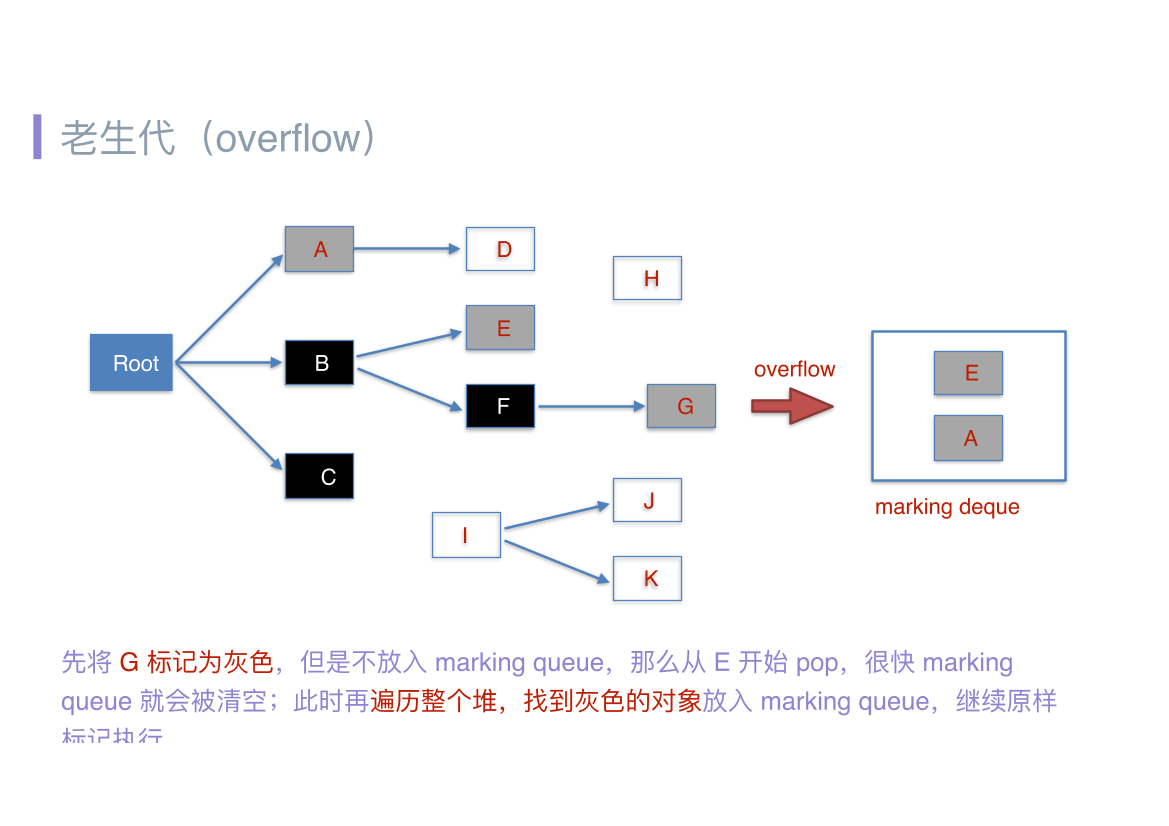 老生代（overflow）
A
D
H
E
Root
B
overflow
E
F
G
A
C
J
marking deque
I
K
先将 G 标记为灰色，但是不放入 marking queue，那么从 E 开始 pop，很快 marking
queue 就会被清空；此时再遍历整个堆，找到灰色的对象放入 marking queue，继续原样
标记执行